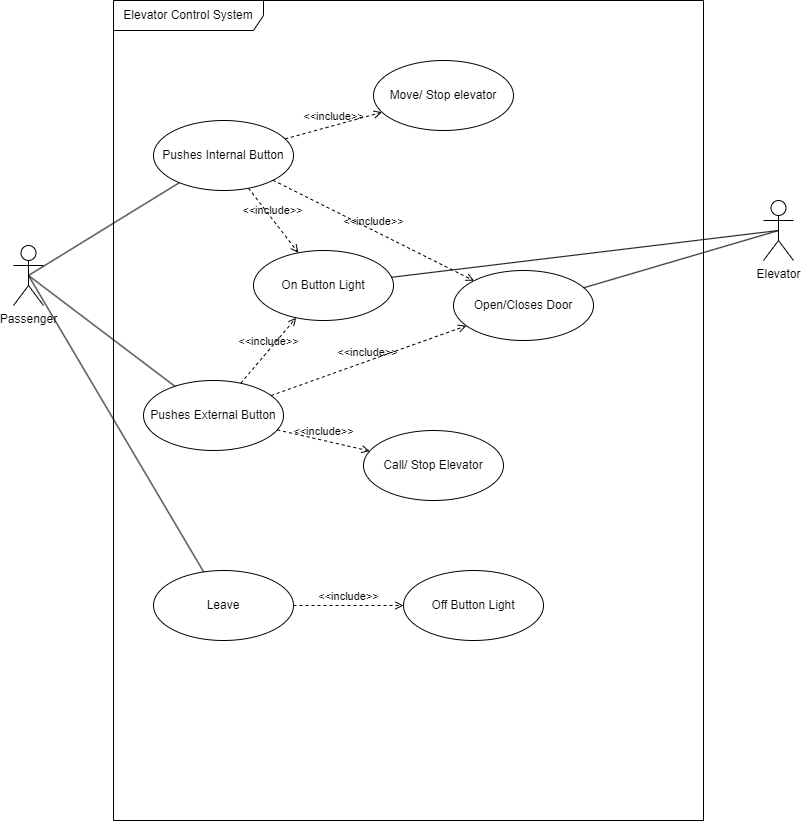 Elevator Control System
Move/ Stop elevator
<<include>>
Pushes Internal Button
<<include>>
<<include>>
Elevator
On Button Light
Open/Closes Door
Passenger
<<include>>
<<include>>
Pushes External Button
<<include>>
Call/ Stop Elevator
<<include>>
Leave
Off Button Light